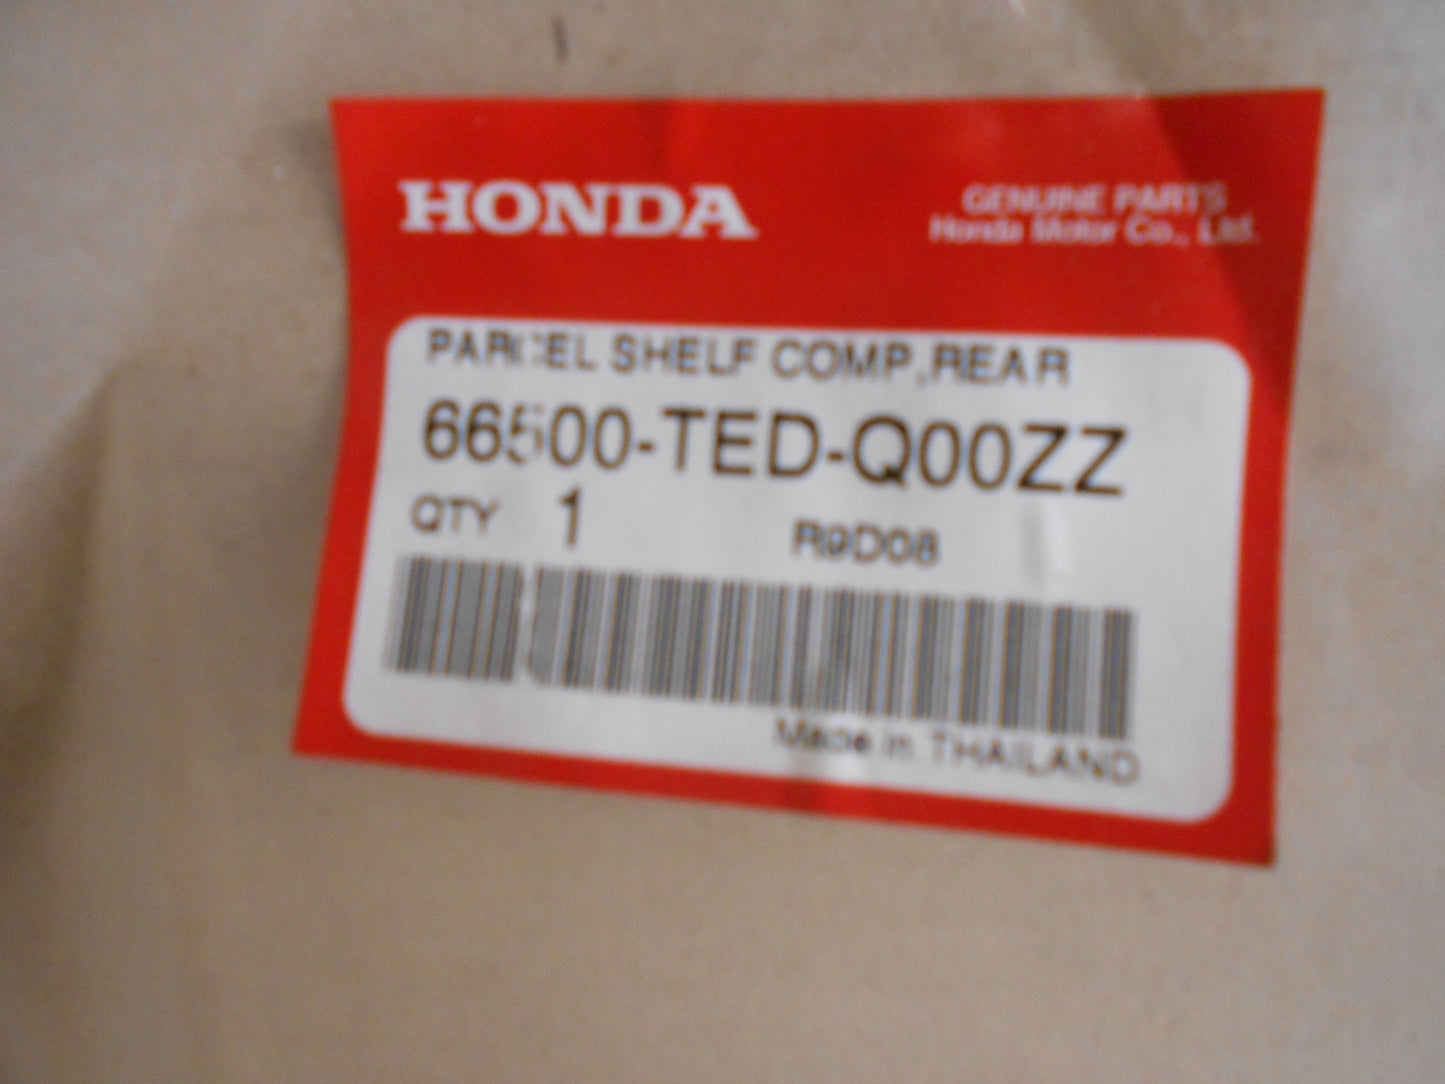 HONDA
GENUINE PARTS
Honda Motor Co., Ltd.
PARCEL SHELF COMP,REAR
66500-TED-Q00ZZ
QTY 1 R9D08
Made in THAILAND